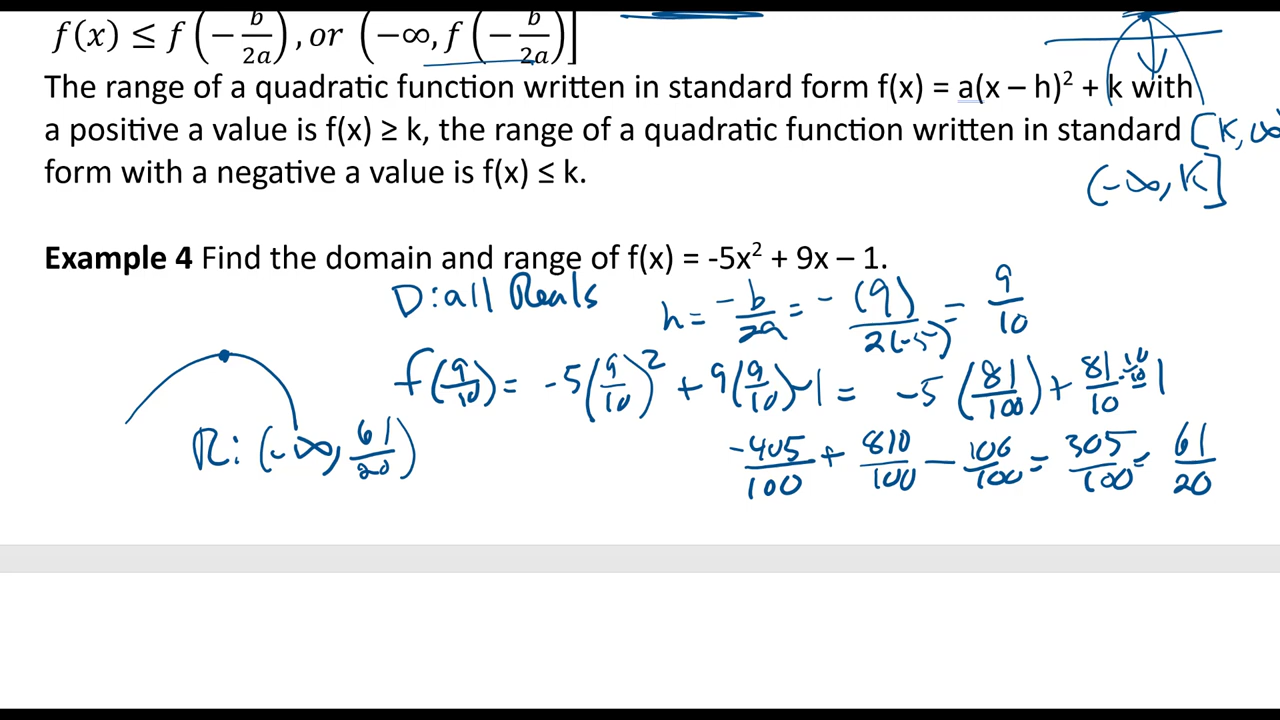 f(x) ≤ f(−b/2a), or (−∞, f(−b/2a)]
The range of a quadratic function written in standard form f(x) = a(x – h)² + k with
a positive a value is f(x) ≥ k, the range of a quadratic function written in standard [K, ∞
form with a negative a value is f(x) ≤ k. (-∞, K]
Example 4 Find the domain and range of f(x) = -5x² + 9x – 1.
D: all Reals h = -b/2a = -(9)/2(-5) = 9/10
f(9/10) = -5(9/10)² + 9(9/10) - 1 = -5(81/100) + 81/10 · 10/10 - 1
R: (-∞, 61/20) -405/100 + 810/100 - 100/100 = 305/100 = 61/20